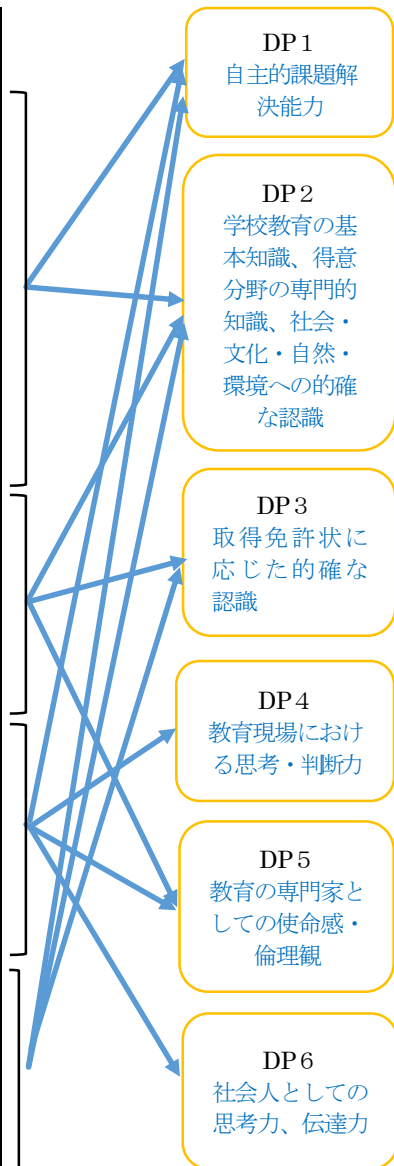 DP1
自主的課題解
決能力
DP2
学校教育の基
本知識、得意
分野の専門的
知識、社会・
文化・自然・
環境への的確
な認識
DP3
取得免許状に
応じた的確な
認識
DP4
教育現場におけ
る思考・判断力
DP5
教育の専門家と
しての使命感・
倫理観
DP6
社会人としての
思考力、伝達力